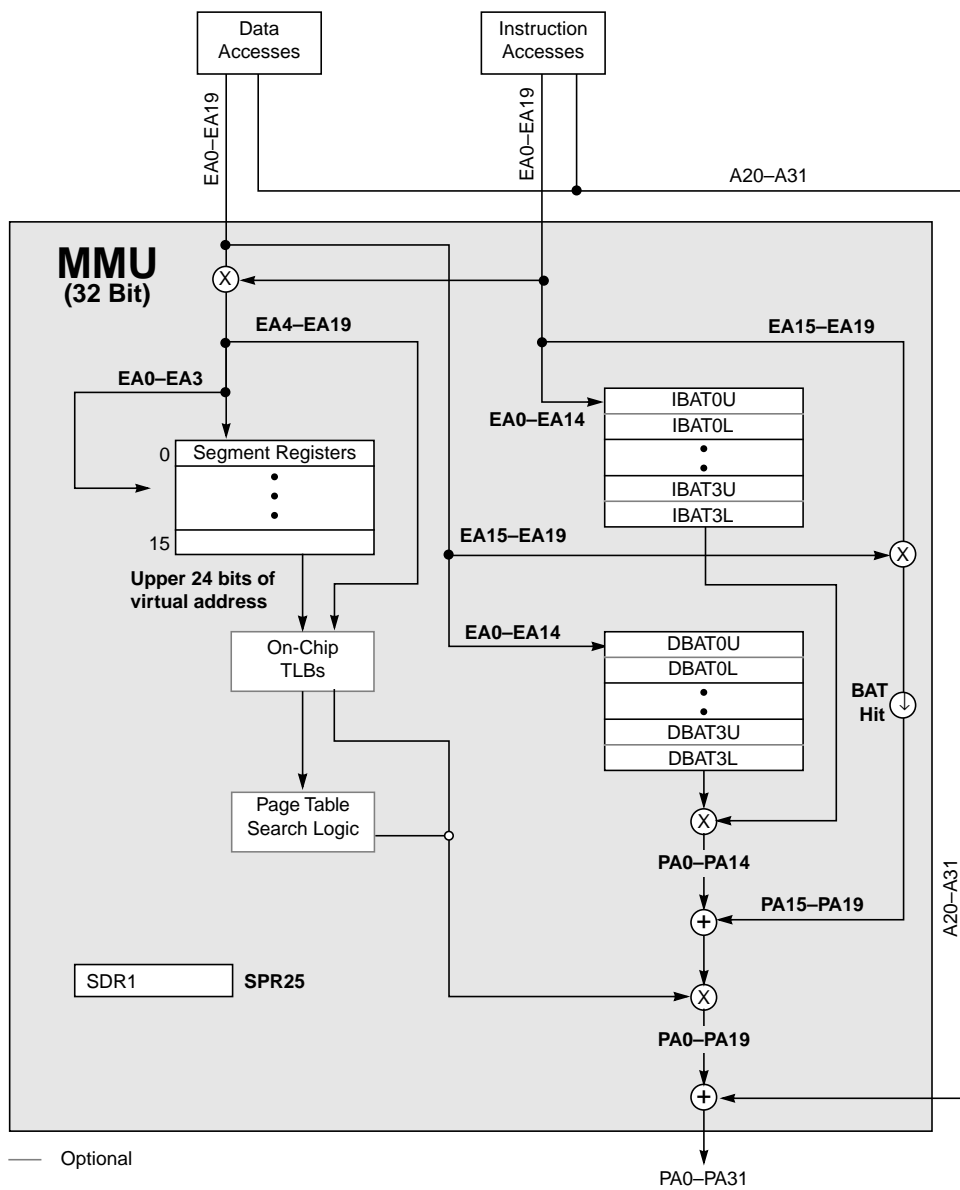 Data
Accesses
Instruction
Accesses
EA0–EA19
EA0–EA19
A20–A31
MMU
(32 Bit)
X
EA4–EA19
EA15–EA19
EA0–EA3
EA0–EA14
IBAT0U
IBAT0L
IBAT3U
IBAT3L
0
Segment Registers
15
EA15–EA19
X
Upper 24 bits of
virtual address
EA0–EA14
On-Chip
TLBs
DBAT0U
DBAT0L
DBAT3U
DBAT3L
BAT
Hit
Page Table
Search Logic
X
PA0–PA14
PA15–PA19
+
A20–A31
SDR1
SPR25
X
PA0–PA19
+
Optional
PA0–PA31